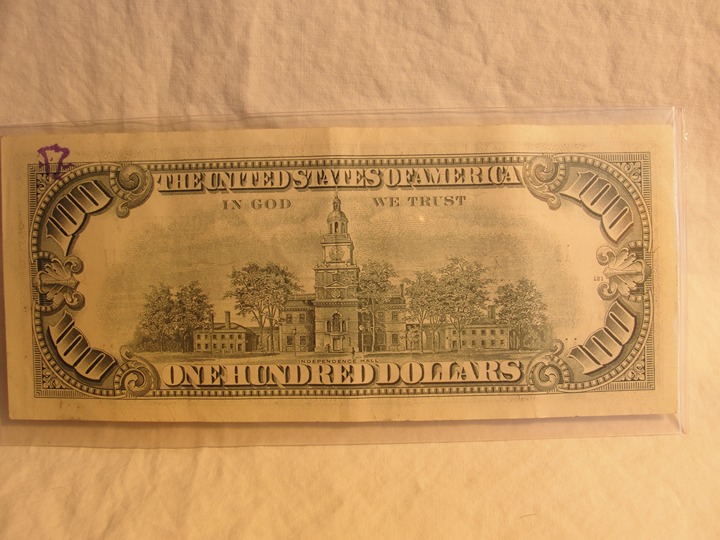 100 THE UNITED STATES OF AMERICA 100
IN GOD WE TRUST
INDEPENDENCE HALL
100 ONE HUNDRED DOLLARS 100